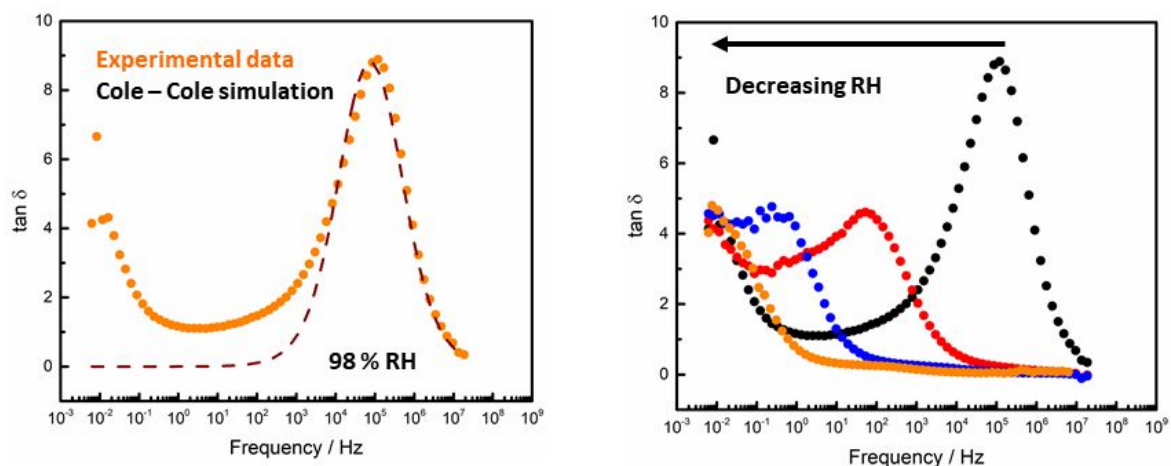 10
8
6
4
2
0
tan δ
Experimental data
Cole – Cole simulation
98 % RH
10-3 10-2 10-1 100 101 102 103 104 105 106 107 108 109
Frequency / Hz
10
8
6
4
2
0
tan δ
Decreasing RH
10-3 10-2 10-1 100 101 102 103 104 105 106 107 108 109
Frequency / Hz